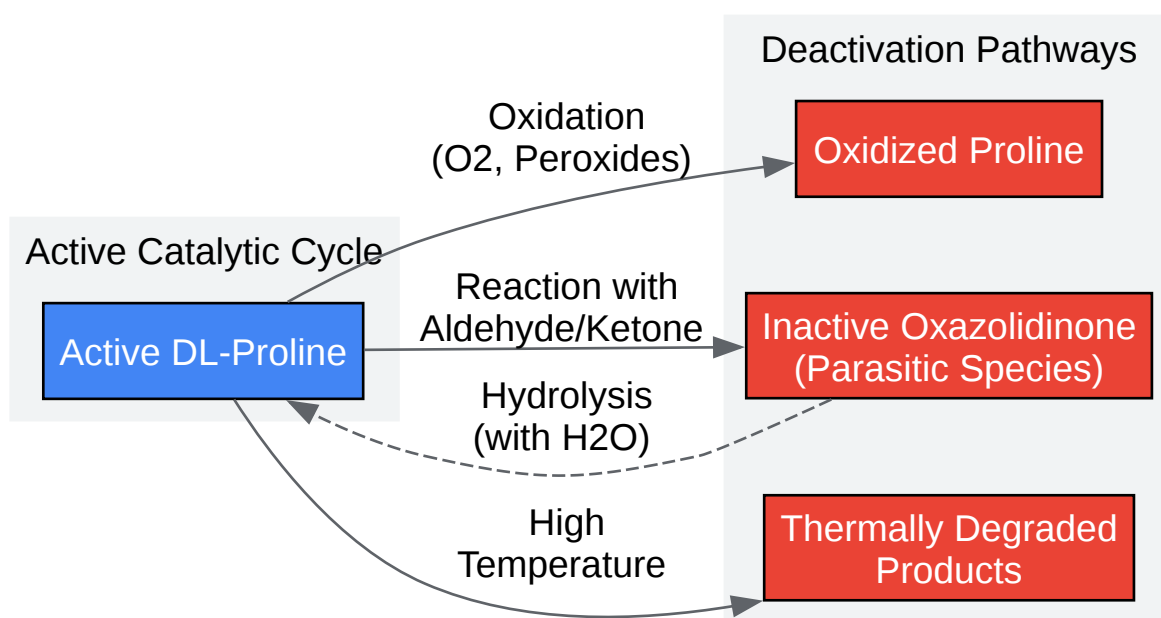 Deactivation Pathways
Oxidation
(O2, Peroxides)
Oxidized Proline
Active Catalytic Cycle
Active DL-Proline
Reaction with
Aldehyde/Ketone
Inactive Oxazolidinone
(Parasitic Species)
Hydrolysis
(with H2O)
High
Temperature
Thermally Degraded
Products